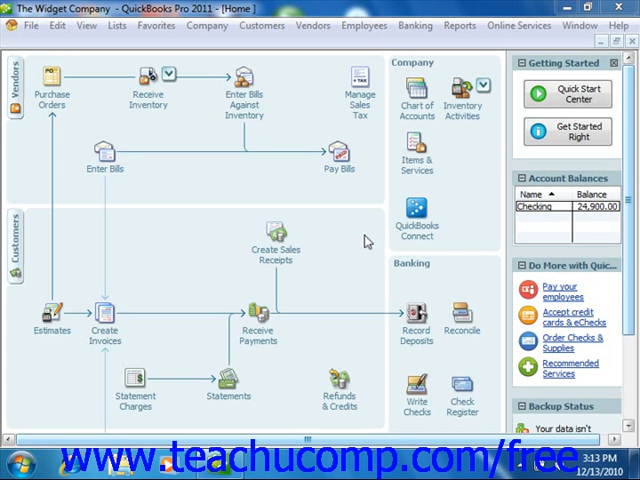 The Widget Company - QuickBooks Pro 2011 - [Home ]
File Edit View Lists Favorites Company Customers Vendors Employees Banking Reports Online Services Window Help
Vendors
Purchase
Orders
Receive
Inventory
Enter Bills
Against
Inventory
+ TAX
Manage
Sales
Tax
Enter Bills
Pay Bills
Customers
Create Sales
Receipts
Estimates
Create
Invoices
Receive
Payments
Statement
Charges
Statements
Refunds
& Credits
Company
Chart of
Accounts
Inventory
Activities
Items &
Services
QuickBooks
Connect
Banking
Record
Deposits
Reconcile
Write
Checks
Check
Register
Getting Started
Quick Start
Center
Get Started
Right
Account Balances
Name Balance
Checking 24,900.00
Do More with Quic...
Pay your
employees
Accept credit
cards & eChecks
Order Checks &
Supplies
Recommended
Services
Backup Status
Your data isn't
www.teachucomp.com/free
3:13 PM
12/13/2010